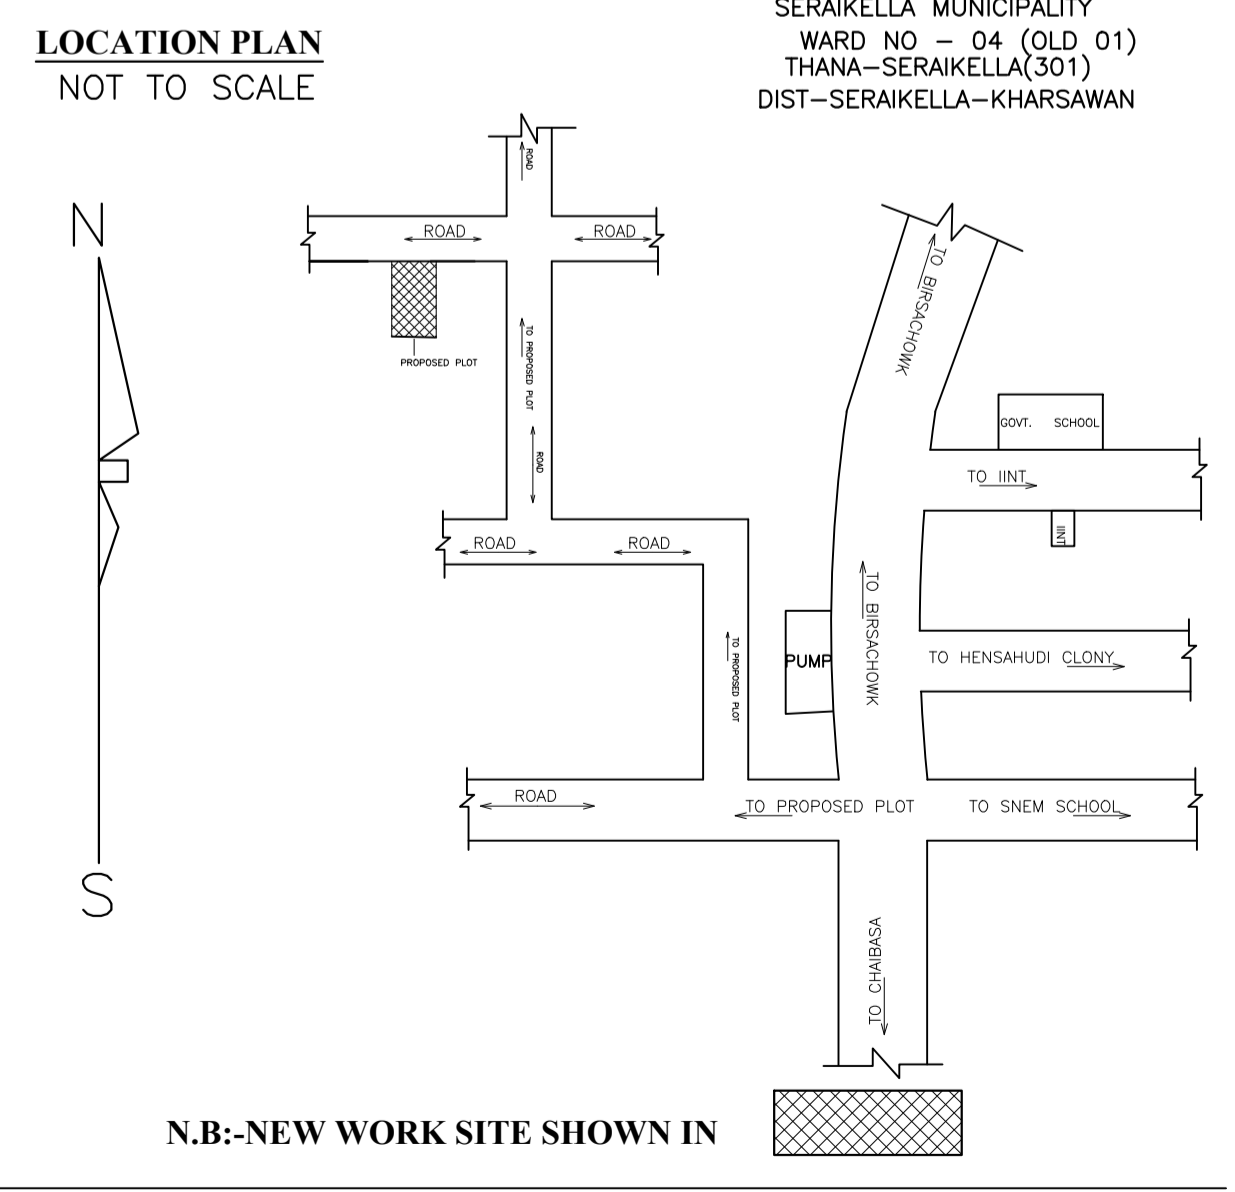 SERAIKELLA MUNICIPALITY
LOCATION PLAN
WARD NO - 04 (OLD 01)
THANA-SERAIKELLA(301)
NOT TO SCALE
DIST-SERAIKELLA-KHARSAWAN
ROAD
N
ROAD
ROAD
TO BIRSACHOWK
TO PROPOSED PLOT
PROPOSED PLOT
GOVT. SCHOOL
ROAD
TO IINT
IINT
ROAD
ROAD
TO BIRSACHOWK
TO PROPOSED PLOT
PUMP
TO HENSAHUDI CLONY
ROAD
TO PROPOSED PLOT
TO SNEM SCHOOL
S
TO CHAIBASA
N.B:-NEW WORK SITE SHOWN IN